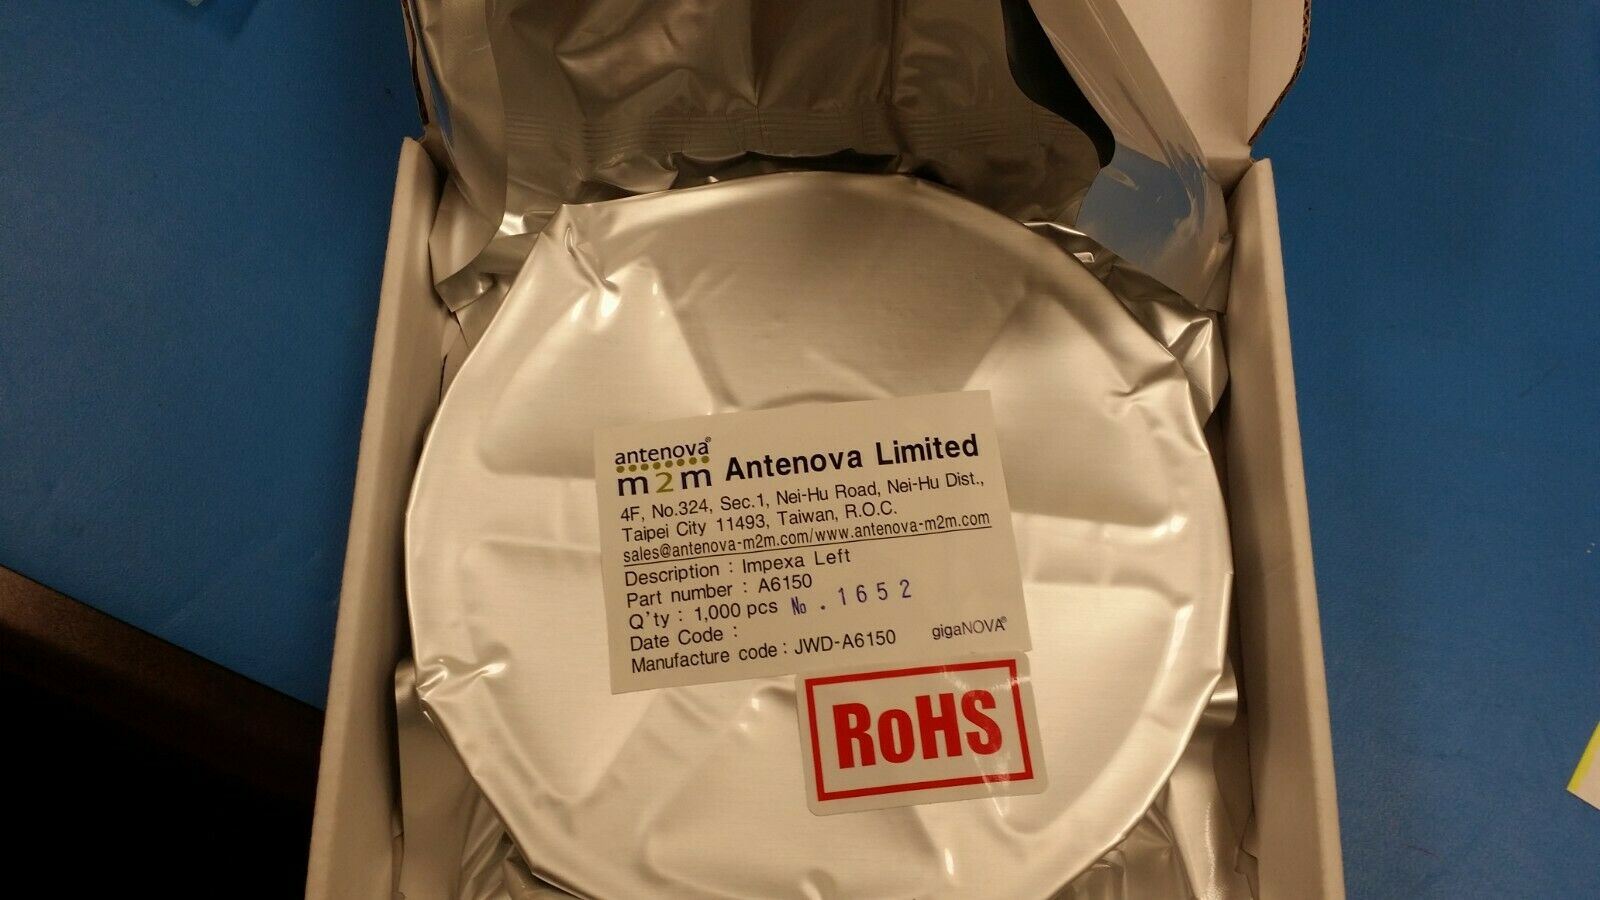 antenova®
m2m Antenova Limited
4F, No.324, Sec.1, Nei-Hu Road, Nei-Hu Dist.,
Taipei City 11493, Taiwan, R.O.C.
sales@antenova-m2m.com/www.antenova-m2m.com
Description : Impexa Left
Part number : A6150
Q'ty : 1,000 pcs № . 1652
Date Code :
Manufacture code : JWD-A6150 gigaNOVA®
RoHS